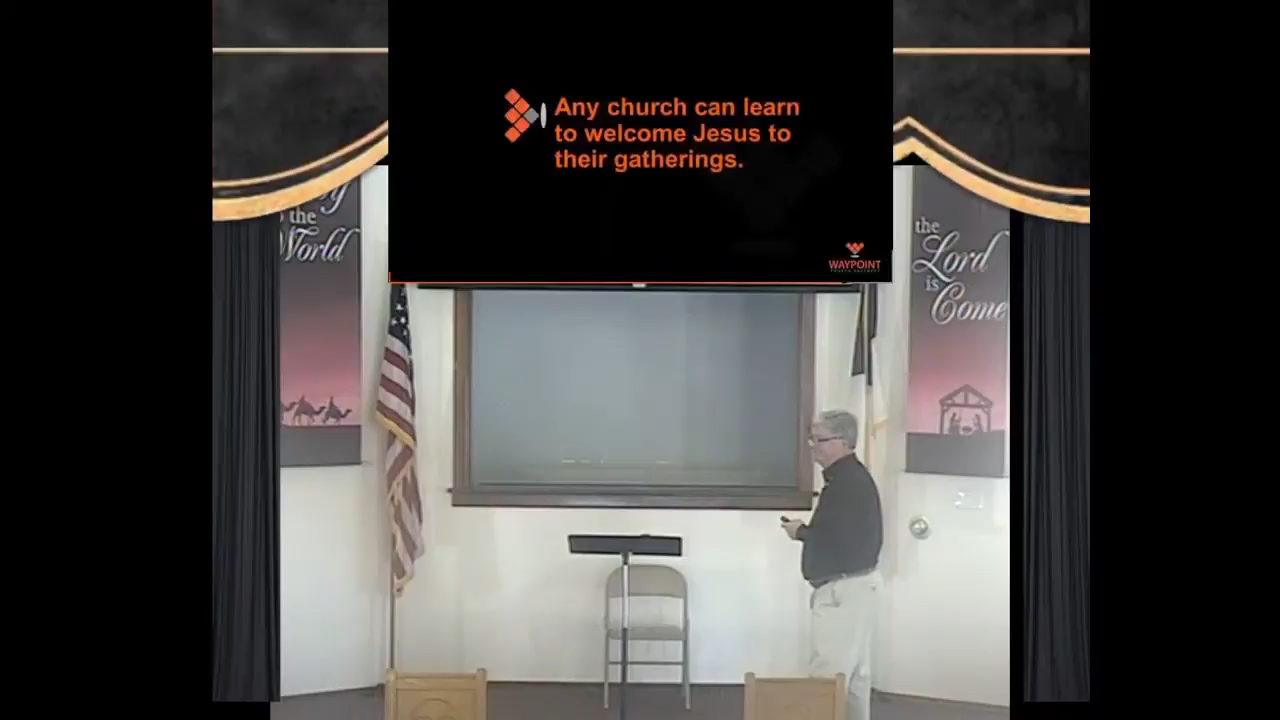 Any church can learn
to welcome Jesus to
their gatherings.
WAYPOINT
the
World
the
Lord
is
Come